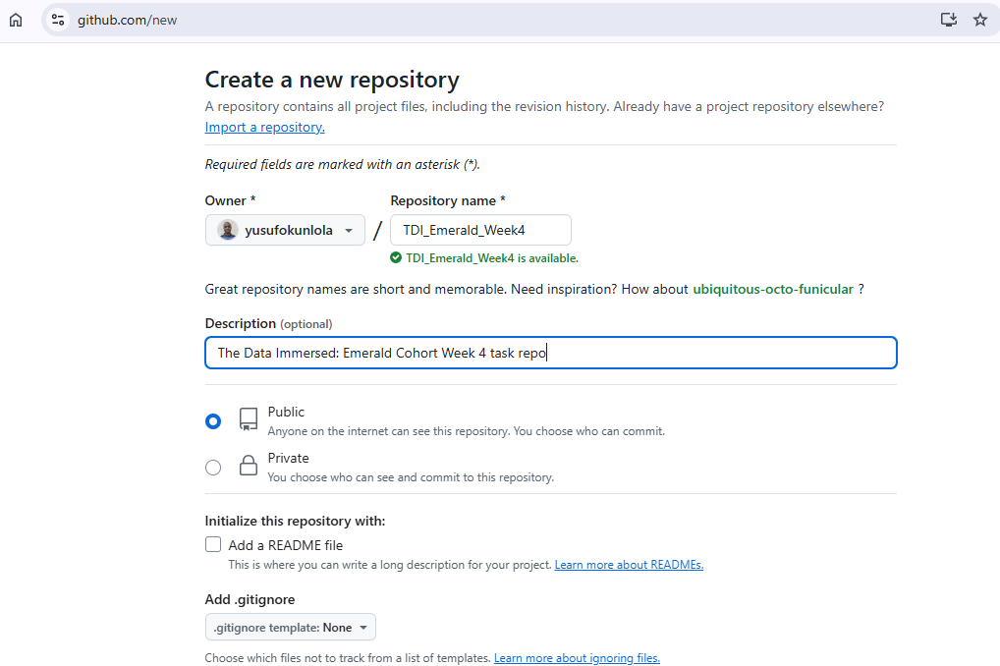 github.com/new
Create a new repository
A repository contains all project files, including the revision history. Already have a project repository elsewhere?
Import a repository.
Required fields are marked with an asterisk (*).
Owner * Repository name *
yusufokunlola / TDI_Emerald_Week4
TDI_Emerald_Week4 is available.
Great repository names are short and memorable. Need inspiration? How about ubiquitous-octo-funicular ?
Description (optional)
The Data Immersed: Emerald Cohort Week 4 task repo
Public
Anyone on the internet can see this repository. You choose who can commit.
Private
You choose who can see and commit to this repository.
Initialize this repository with:
Add a README file
This is where you can write a long description for your project. Learn more about READMEs.
Add .gitignore
.gitignore template: None
Choose which files not to track from a list of templates. Learn more about ignoring files.